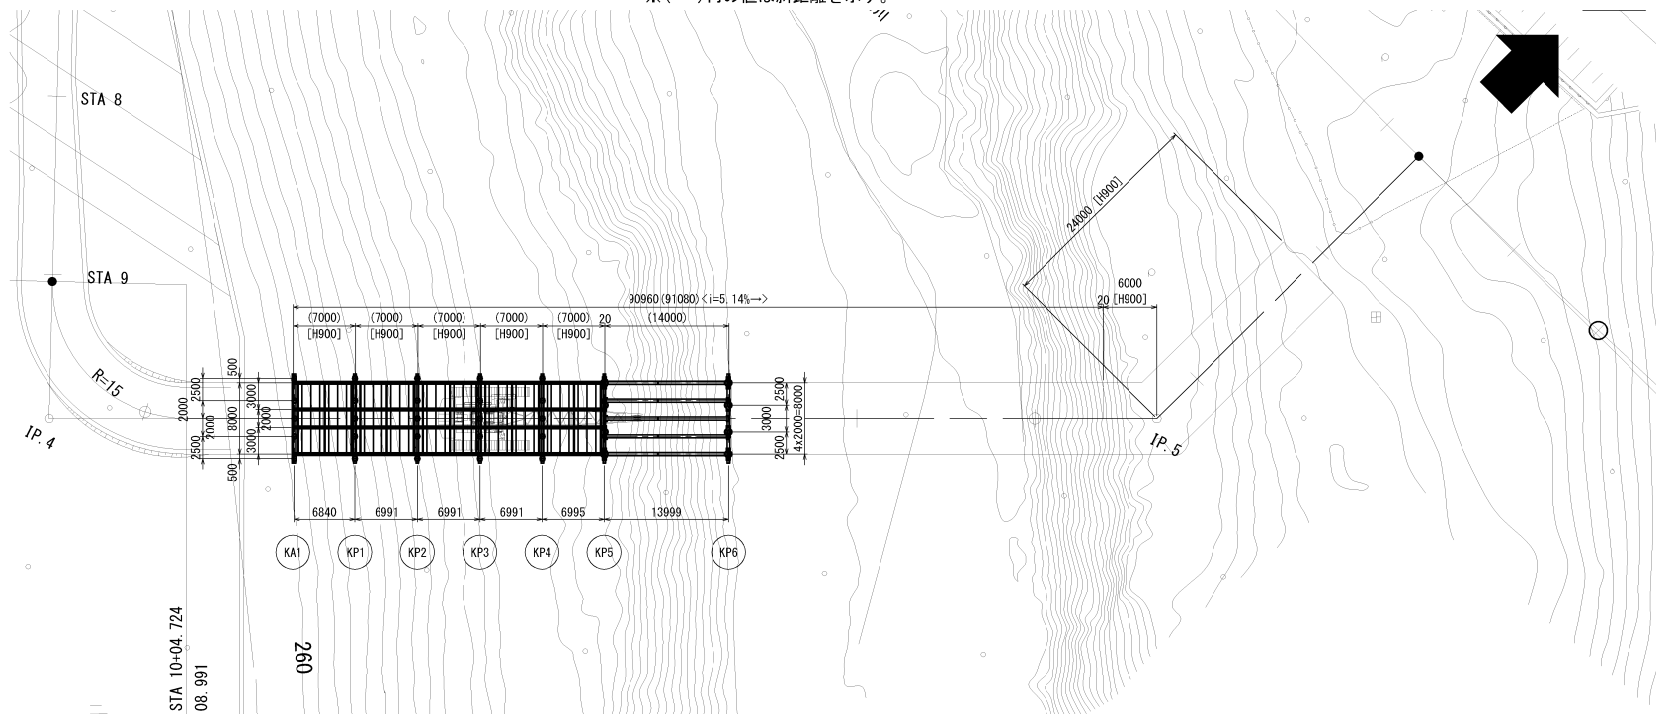 STA 8
STA 9
R=15
IP.4
24000 [H900]
6000
20 [H900]
(91080)<i=5.14%→>
(7000) (7000) (7000) (7000) (7000) 20 (14000)
[H900] [H900] [H900] [H900] [H900]
500
2500 3000
2000 8000 2000
2000
2500 3000
500
2500
3000
2500
4x2000=8000
IP.5
6840 6991 6991 6991 6995 13999
KA1 KP1 KP2 KP3 KP4 KP5 KP6
260
STA 10+04.724
08.991